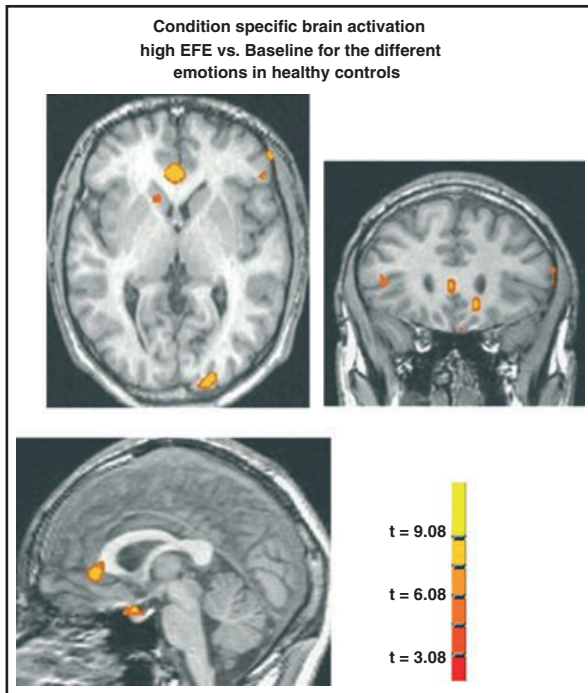 Condition specific brain activation
high EFE vs. Baseline for the different
emotions in healthy controls
t = 9.08
t = 6.08
t = 3.08